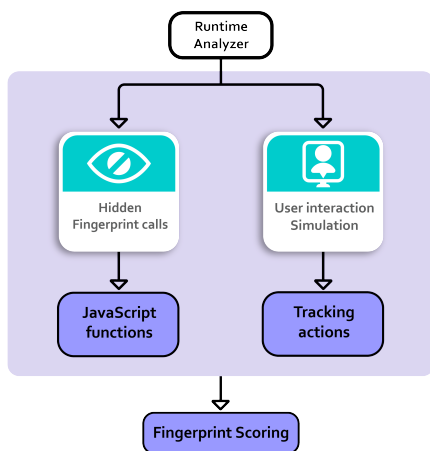 Runtime
Analyzer
Hidden
Fingerprint calls
User interaction
Simulation
JavaScript
functions
Tracking
actions
Fingerprint Scoring